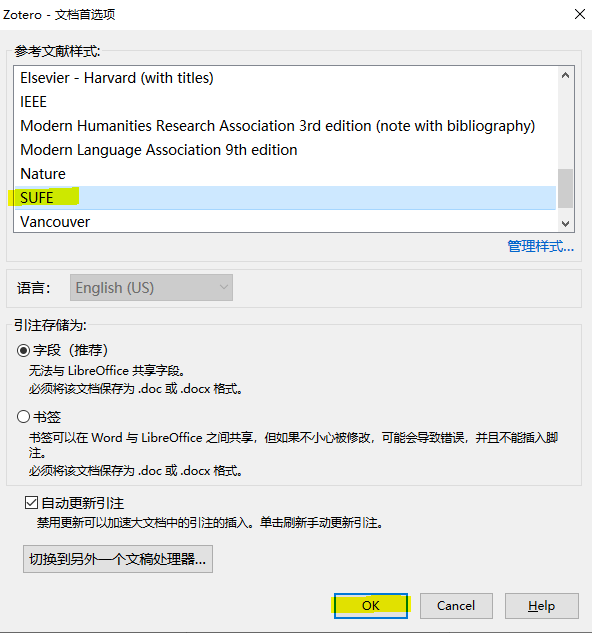 Zotero - 文档首选项
参考文献样式:
Elsevier - Harvard (with titles)
IEEE
Modern Humanities Research Association 3rd edition (note with bibliography)
Modern Language Association 9th edition
Nature
SUFE
Vancouver
管理样式...
语言： English (US)
引注存储为:
字段（推荐）
无法与 LibreOffice 共享字段。
必须将该文档保存为 .doc 或 .docx 格式。
书签
书签可以在 Word 与 LibreOffice 之间共享，但如果不小心被修改，可能会导致错误，并且不能插入脚
注。
必须将该文档保存为 .doc 或 .docx 格式。
自动更新引注
禁用更新可以加速大文档中的引注的插入。单击刷新手动更新引注。
切换到另外一个文稿处理器...
OK Cancel Help